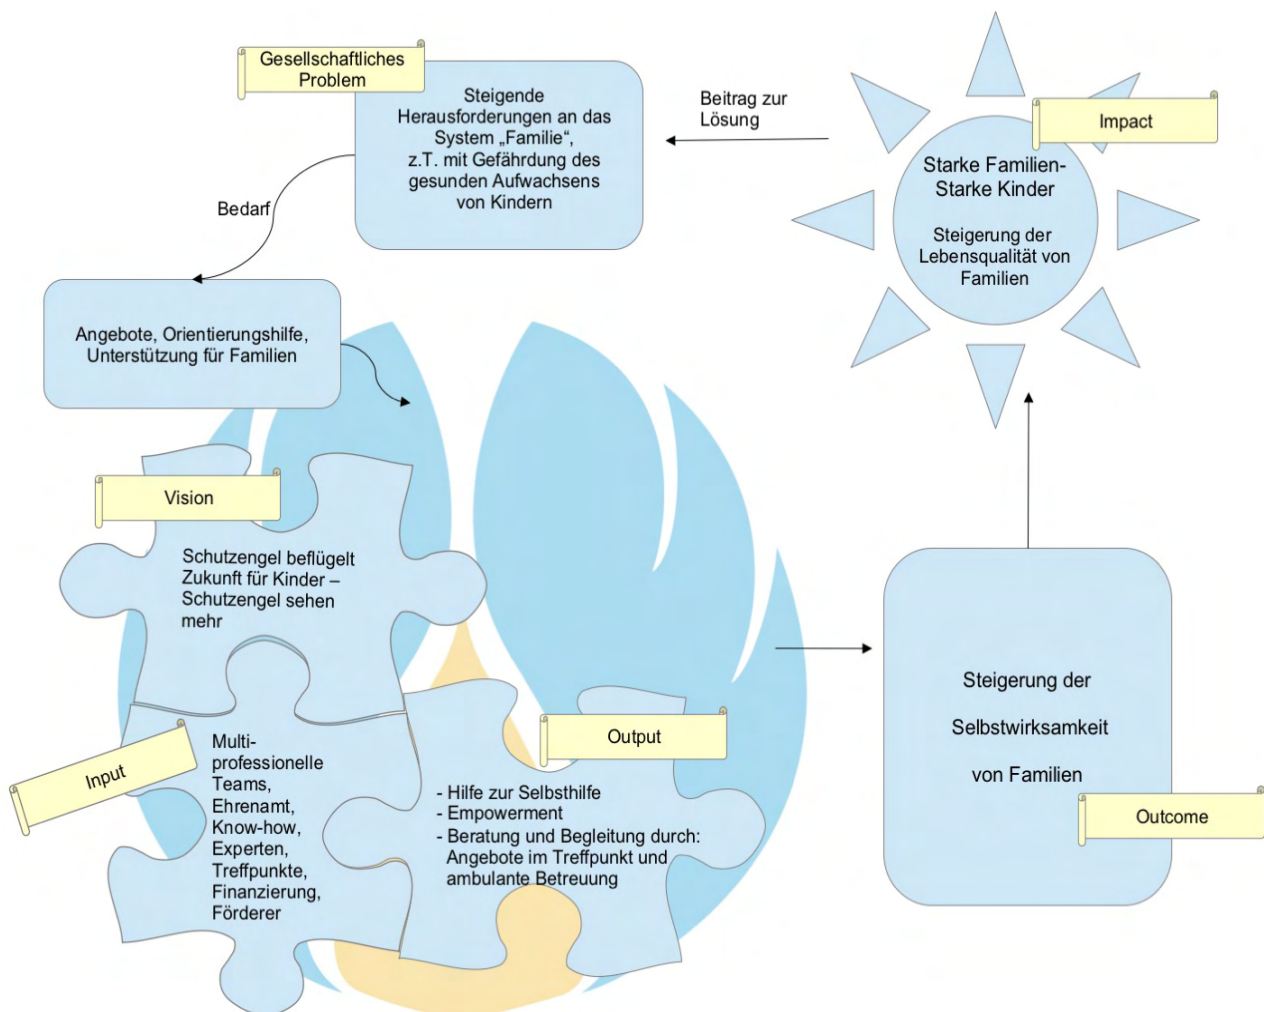 Gesellschaftliches
Problem
Steigende
Herausforderungen an das
System „Familie“,
z.T. mit Gefährdung des
gesunden Aufwachsens
von Kindern
Beitrag zur
Lösung
Impact
Starke Familien-
Starke Kinder
Steigerung der
Lebensqualität von
Familien
Bedarf
Angebote, Orientierungshilfe,
Unterstützung für Familien
Vision
Schutzengel beflügelt
Zukunft für Kinder –
Schutzengel sehen
mehr
Input
Multi-
professionelle
Teams,
Ehrenamt,
Know-how,
Experten,
Treffpunkte,
Finanzierung,
Förderer
Output
- Hilfe zur Selbsthilfe
- Empowerment
- Beratung und Begleitung durch:
Angebote im Treffpunkt und
ambulante Betreuung
Steigerung der
Selbstwirksamkeit
von Familien
Outcome